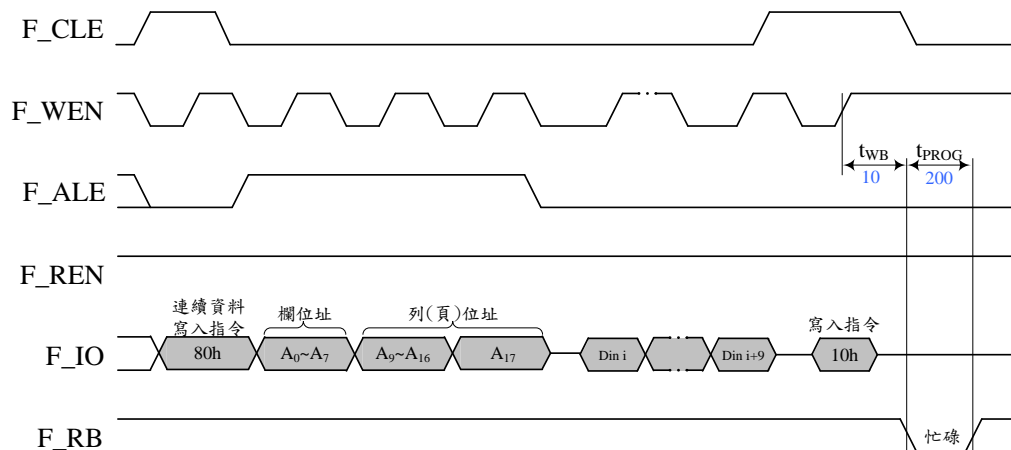 F_CLE
F_WEN
t_WB t_PROG
10 200
F_ALE
F_REN
連續資料
寫入指令 欄位址 列(頁)位址 寫入指令
F_IO 80h A_0~A_7 A_9~A_16 A_17 Din i ... Din i+9 10h
F_RB 忙碌